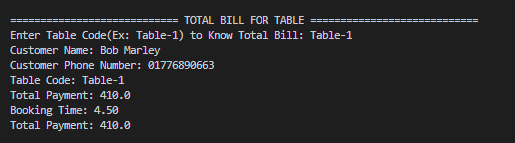 ============================ TOTAL BILL FOR TABLE ============================
Enter Table Code(Ex: Table-1) to Know Total Bill: Table-1
Customer Name: Bob Marley
Customer Phone Number: 01776890663
Table Code: Table-1
Total Payment: 410.0
Booking Time: 4.50
Total Payment: 410.0